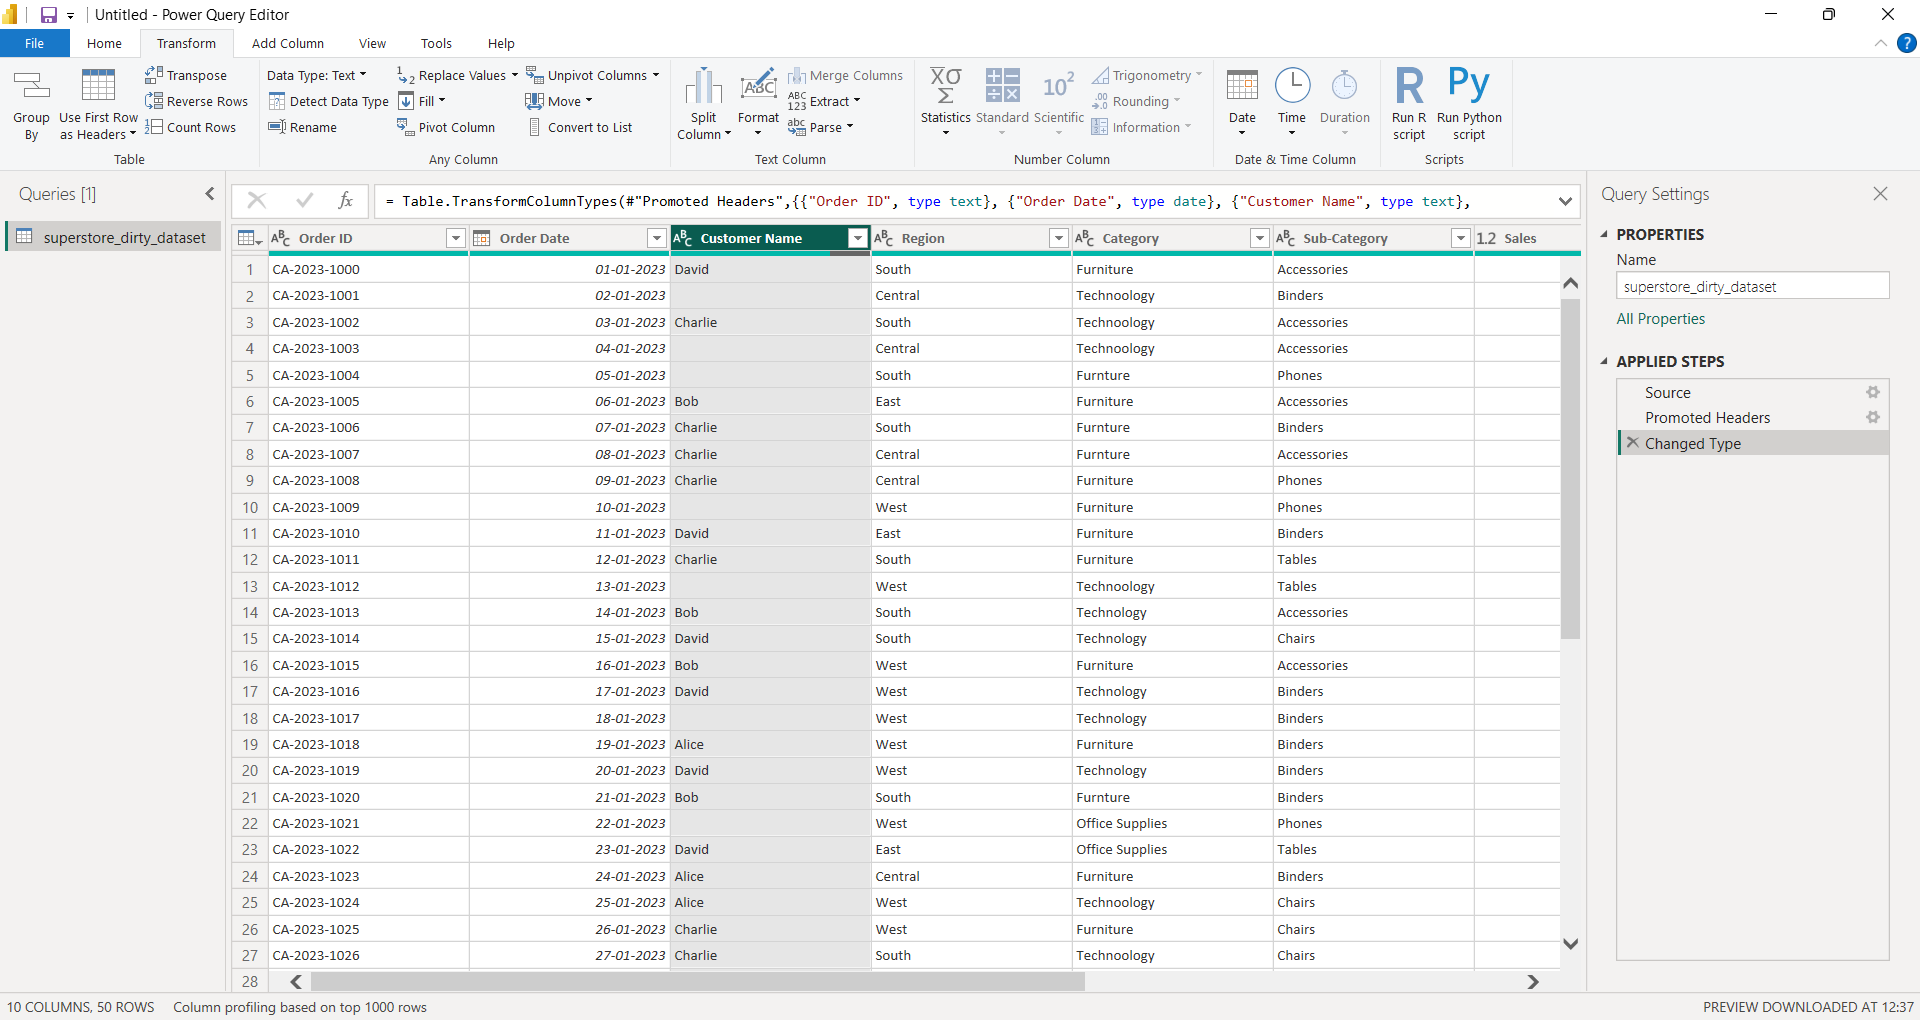 Untitled - Power Query Editor
File Home Transform Add Column View Tools Help
Group By
Use First Row as Headers
Transpose
Reverse Rows
Count Rows
Table
Data Type: Text
Detect Data Type
Rename
Replace Values
Fill
Pivot Column
Unpivot Columns
Move
Convert to List
Any Column
Split Column
Format
Merge Columns
Extract
Parse
Text Column
Statistics
Standard
Scientific
Trigonometry
Rounding
Information
Number Column
Date
Time
Duration
Date & Time Column
Run R script
Run Python script
Scripts
Queries [1]
superstore_dirty_dataset
= Table.TransformColumnTypes(#"Promoted Headers",{{"Order ID", type text}, {"Order Date", type date}, {"Customer Name", type text},
Order ID Order Date Customer Name Region Category Sub-Category 1.2 Sales
1 CA-2023-1000 01-01-2023 David South Furniture Accessories
2 CA-2023-1001 02-01-2023 Central Technoology Binders
3 CA-2023-1002 03-01-2023 Charlie South Technoology Accessories
4 CA-2023-1003 04-01-2023 Central Technoology Accessories
5 CA-2023-1004 05-01-2023 South Furnture Phones
6 CA-2023-1005 06-01-2023 Bob East Furniture Accessories
7 CA-2023-1006 07-01-2023 Charlie South Furnture Binders
8 CA-2023-1007 08-01-2023 Charlie Central Furnture Accessories
9 CA-2023-1008 09-01-2023 Charlie Central Furniture Phones
10 CA-2023-1009 10-01-2023 West Furniture Phones
11 CA-2023-1010 11-01-2023 David East Furniture Binders
12 CA-2023-1011 12-01-2023 Charlie South Furniture Tables
13 CA-2023-1012 13-01-2023 West Technoology Tables
14 CA-2023-1013 14-01-2023 Bob South Technology Accessories
15 CA-2023-1014 15-01-2023 David South Technology Chairs
16 CA-2023-1015 16-01-2023 Bob West Furniture Accessories
17 CA-2023-1016 17-01-2023 David West Technology Binders
18 CA-2023-1017 18-01-2023 West Technology Binders
19 CA-2023-1018 19-01-2023 Alice West Furniture Binders
20 CA-2023-1019 20-01-2023 David West Technology Binders
21 CA-2023-1020 21-01-2023 Bob South Furnture Binders
22 CA-2023-1021 22-01-2023 West Office Supplies Phones
23 CA-2023-1022 23-01-2023 David East Office Supplies Tables
24 CA-2023-1023 24-01-2023 Alice Central Furniture Binders
25 CA-2023-1024 25-01-2023 Alice West Technoology Chairs
26 CA-2023-1025 26-01-2023 Charlie West Furniture Chairs
27 CA-2023-1026 27-01-2023 Charlie South Technoology Chairs
28
Query Settings
PROPERTIES
Name
superstore_dirty_dataset
All Properties
APPLIED STEPS
Source
Promoted Headers
Changed Type
10 COLUMNS, 50 ROWS Column profiling based on top 1000 rows
PREVIEW DOWNLOADED AT 12:37